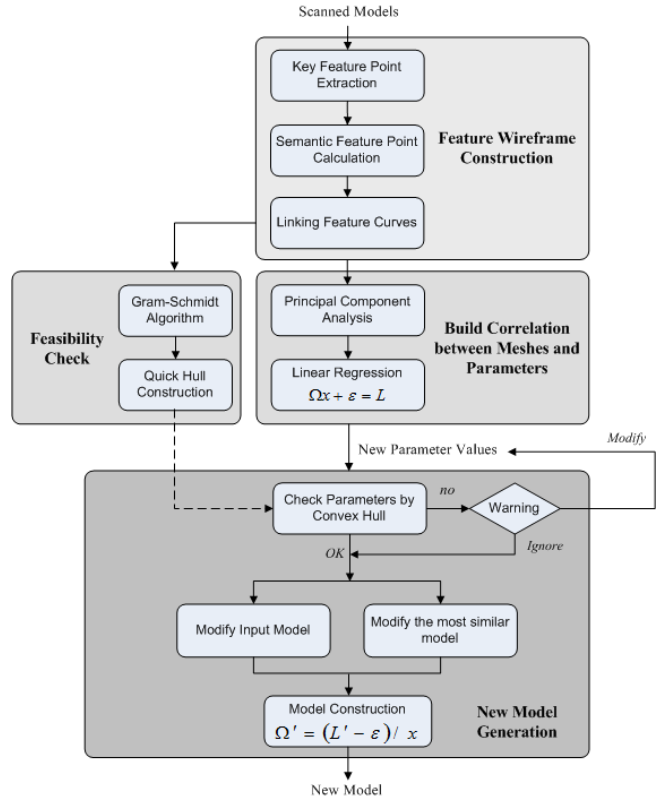 Scanned Models
Key Feature Point
Extraction
Semantic Feature Point
Calculation
Linking Feature Curves
Feature Wireframe
Construction
Feasibility
Check
Gram-Schmidt
Algorithm
Quick Hull
Construction
Principal Component
Analysis
Linear Regression
Ωx + ε = L
Build Correlation
between Meshes and
Parameters
New Parameter Values
Modify
Check Parameters by
Convex Hull
no
Warning
OK
Ignore
Modify Input Model
Modify the most similar
model
Model Construction
Ω' = (L' − ε) / x
New Model
Generation
New Model